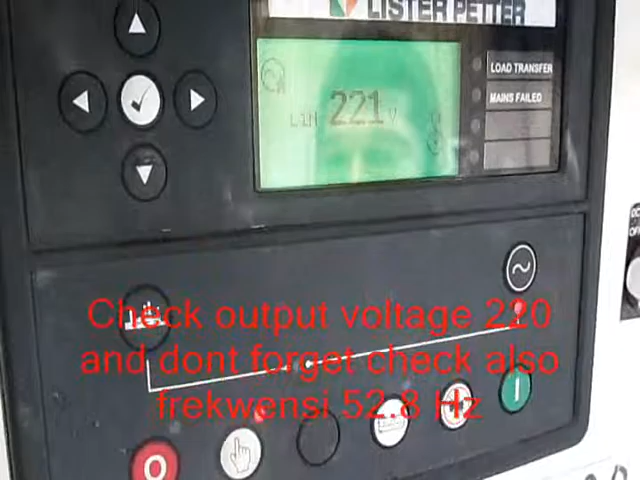 LISTER PETTER
LOAD TRANSFER
MAINS FAILED
L1N 221 V
Check output voltage 220
and dont forget check also
frekwensi 52.8 Hz